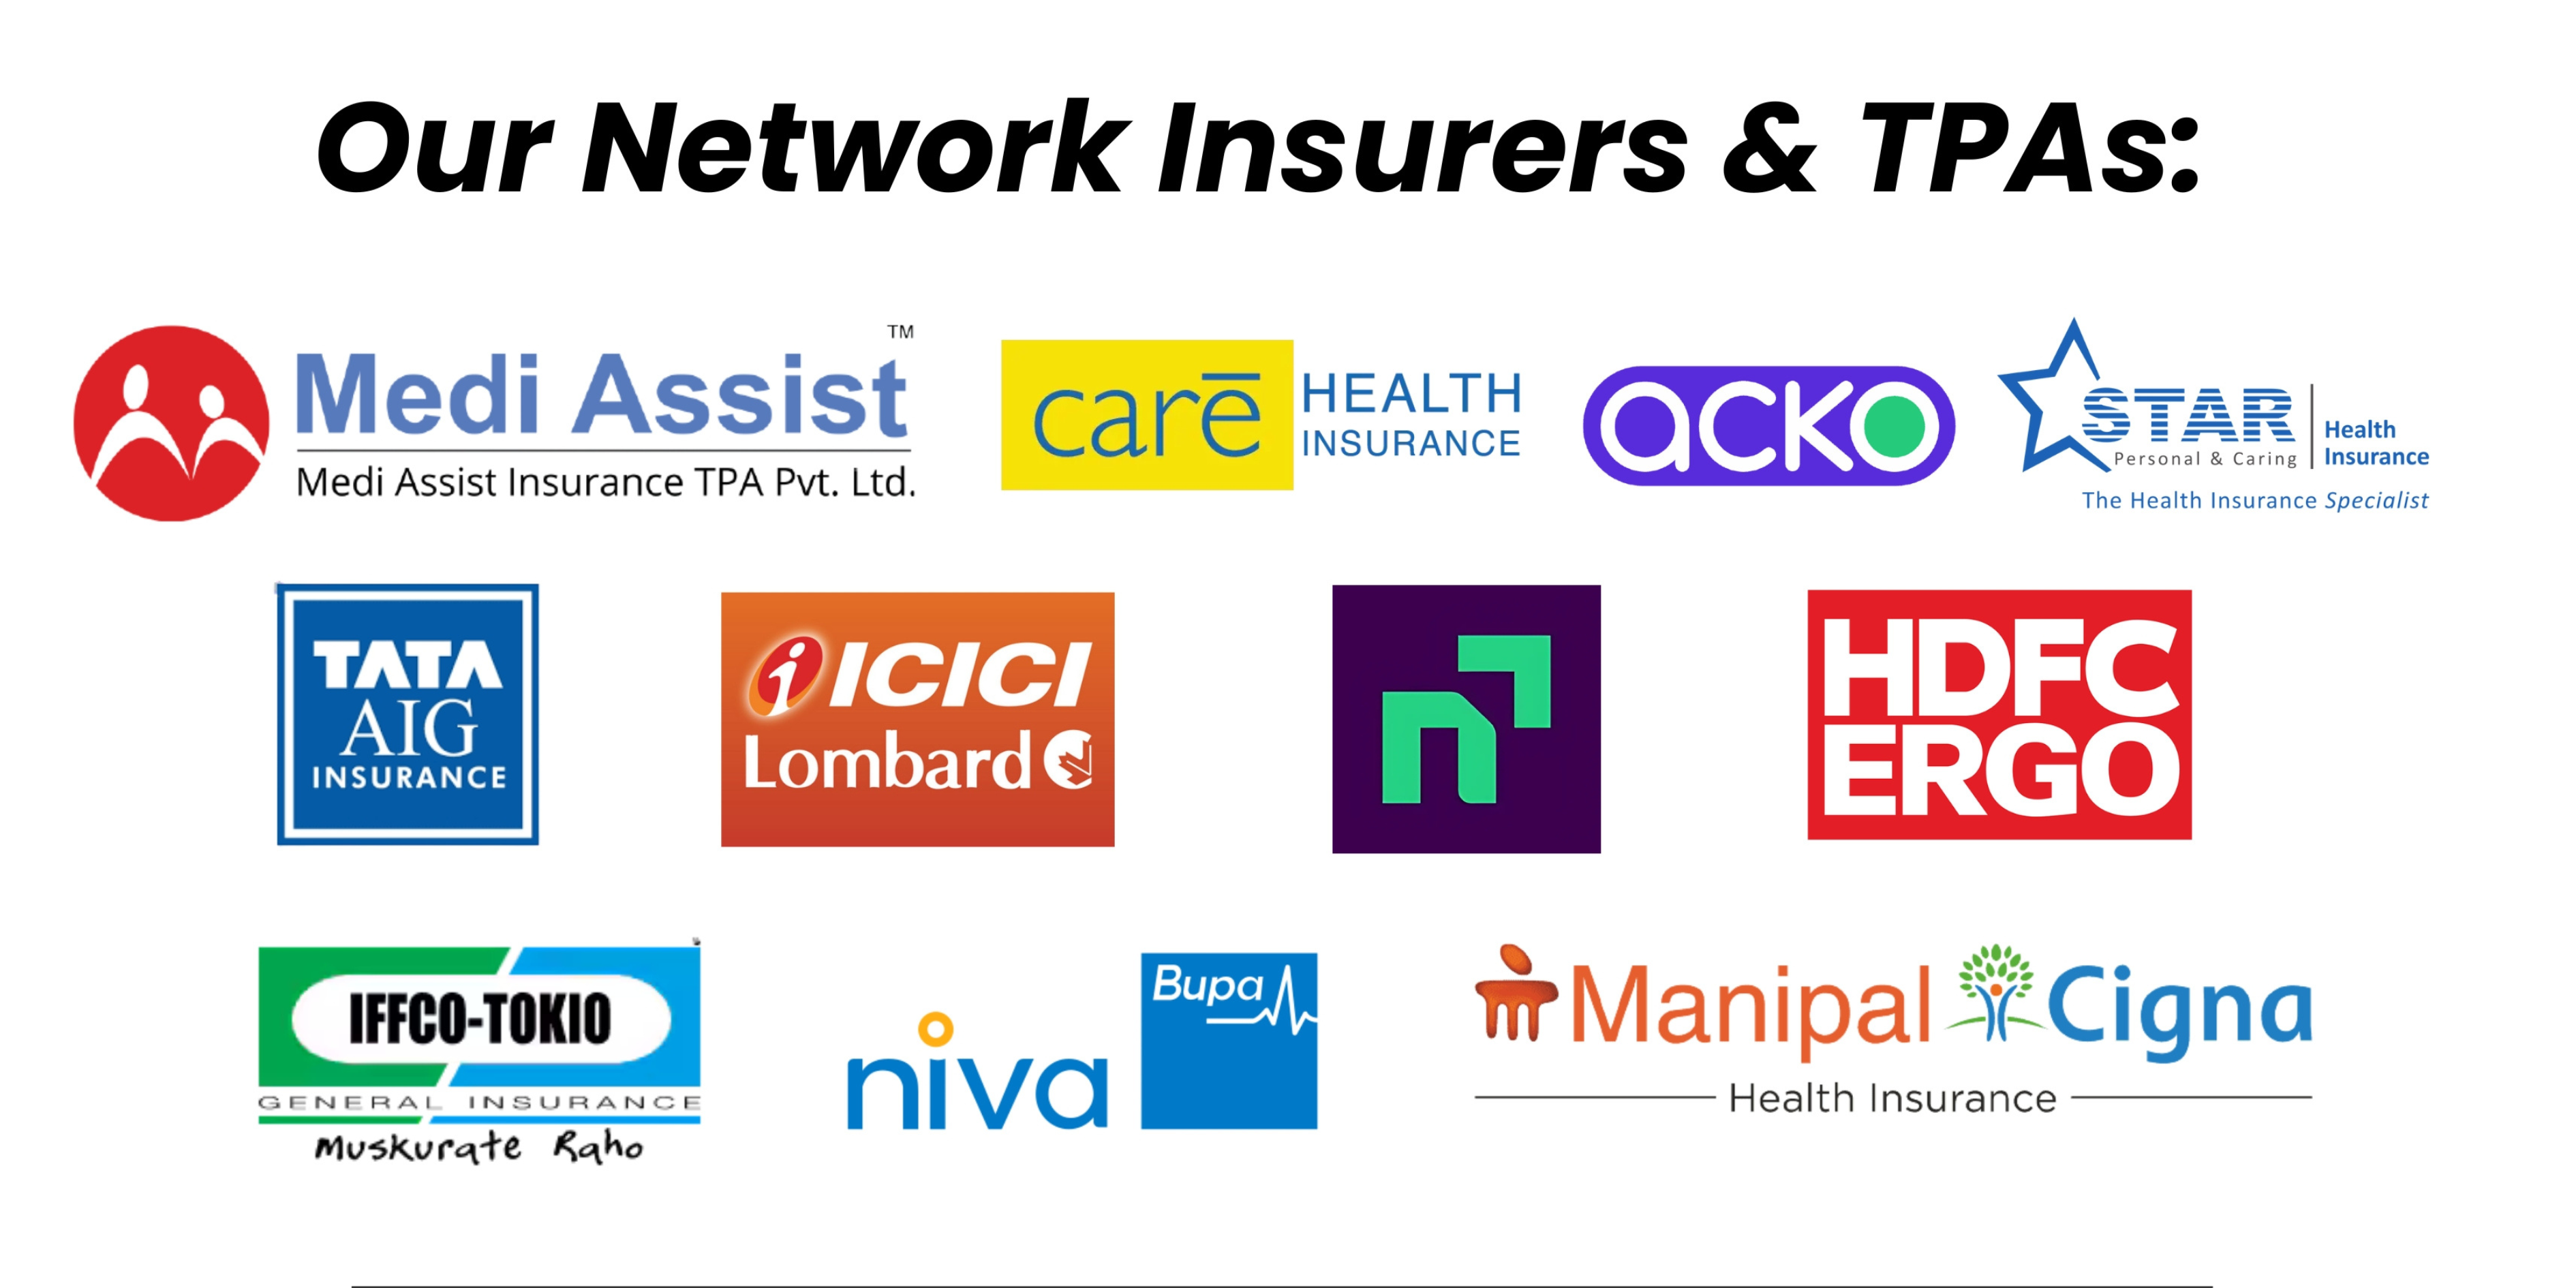 Our Network Insurers & TPAs:
Medi Assist™
Medi Assist Insurance TPA Pvt. Ltd.
carē HEALTH INSURANCE
acko
STAR
Personal & Caring
Health
Insurance
The Health Insurance Specialist
TATA
AIG
INSURANCE
ICICI
Lombard
n
HDFC
ERGO
IFFCO-TOKIO
GENERAL INSURANCE
Muskurate Raho
niva
Bupa
Manipal Cigna
Health Insurance